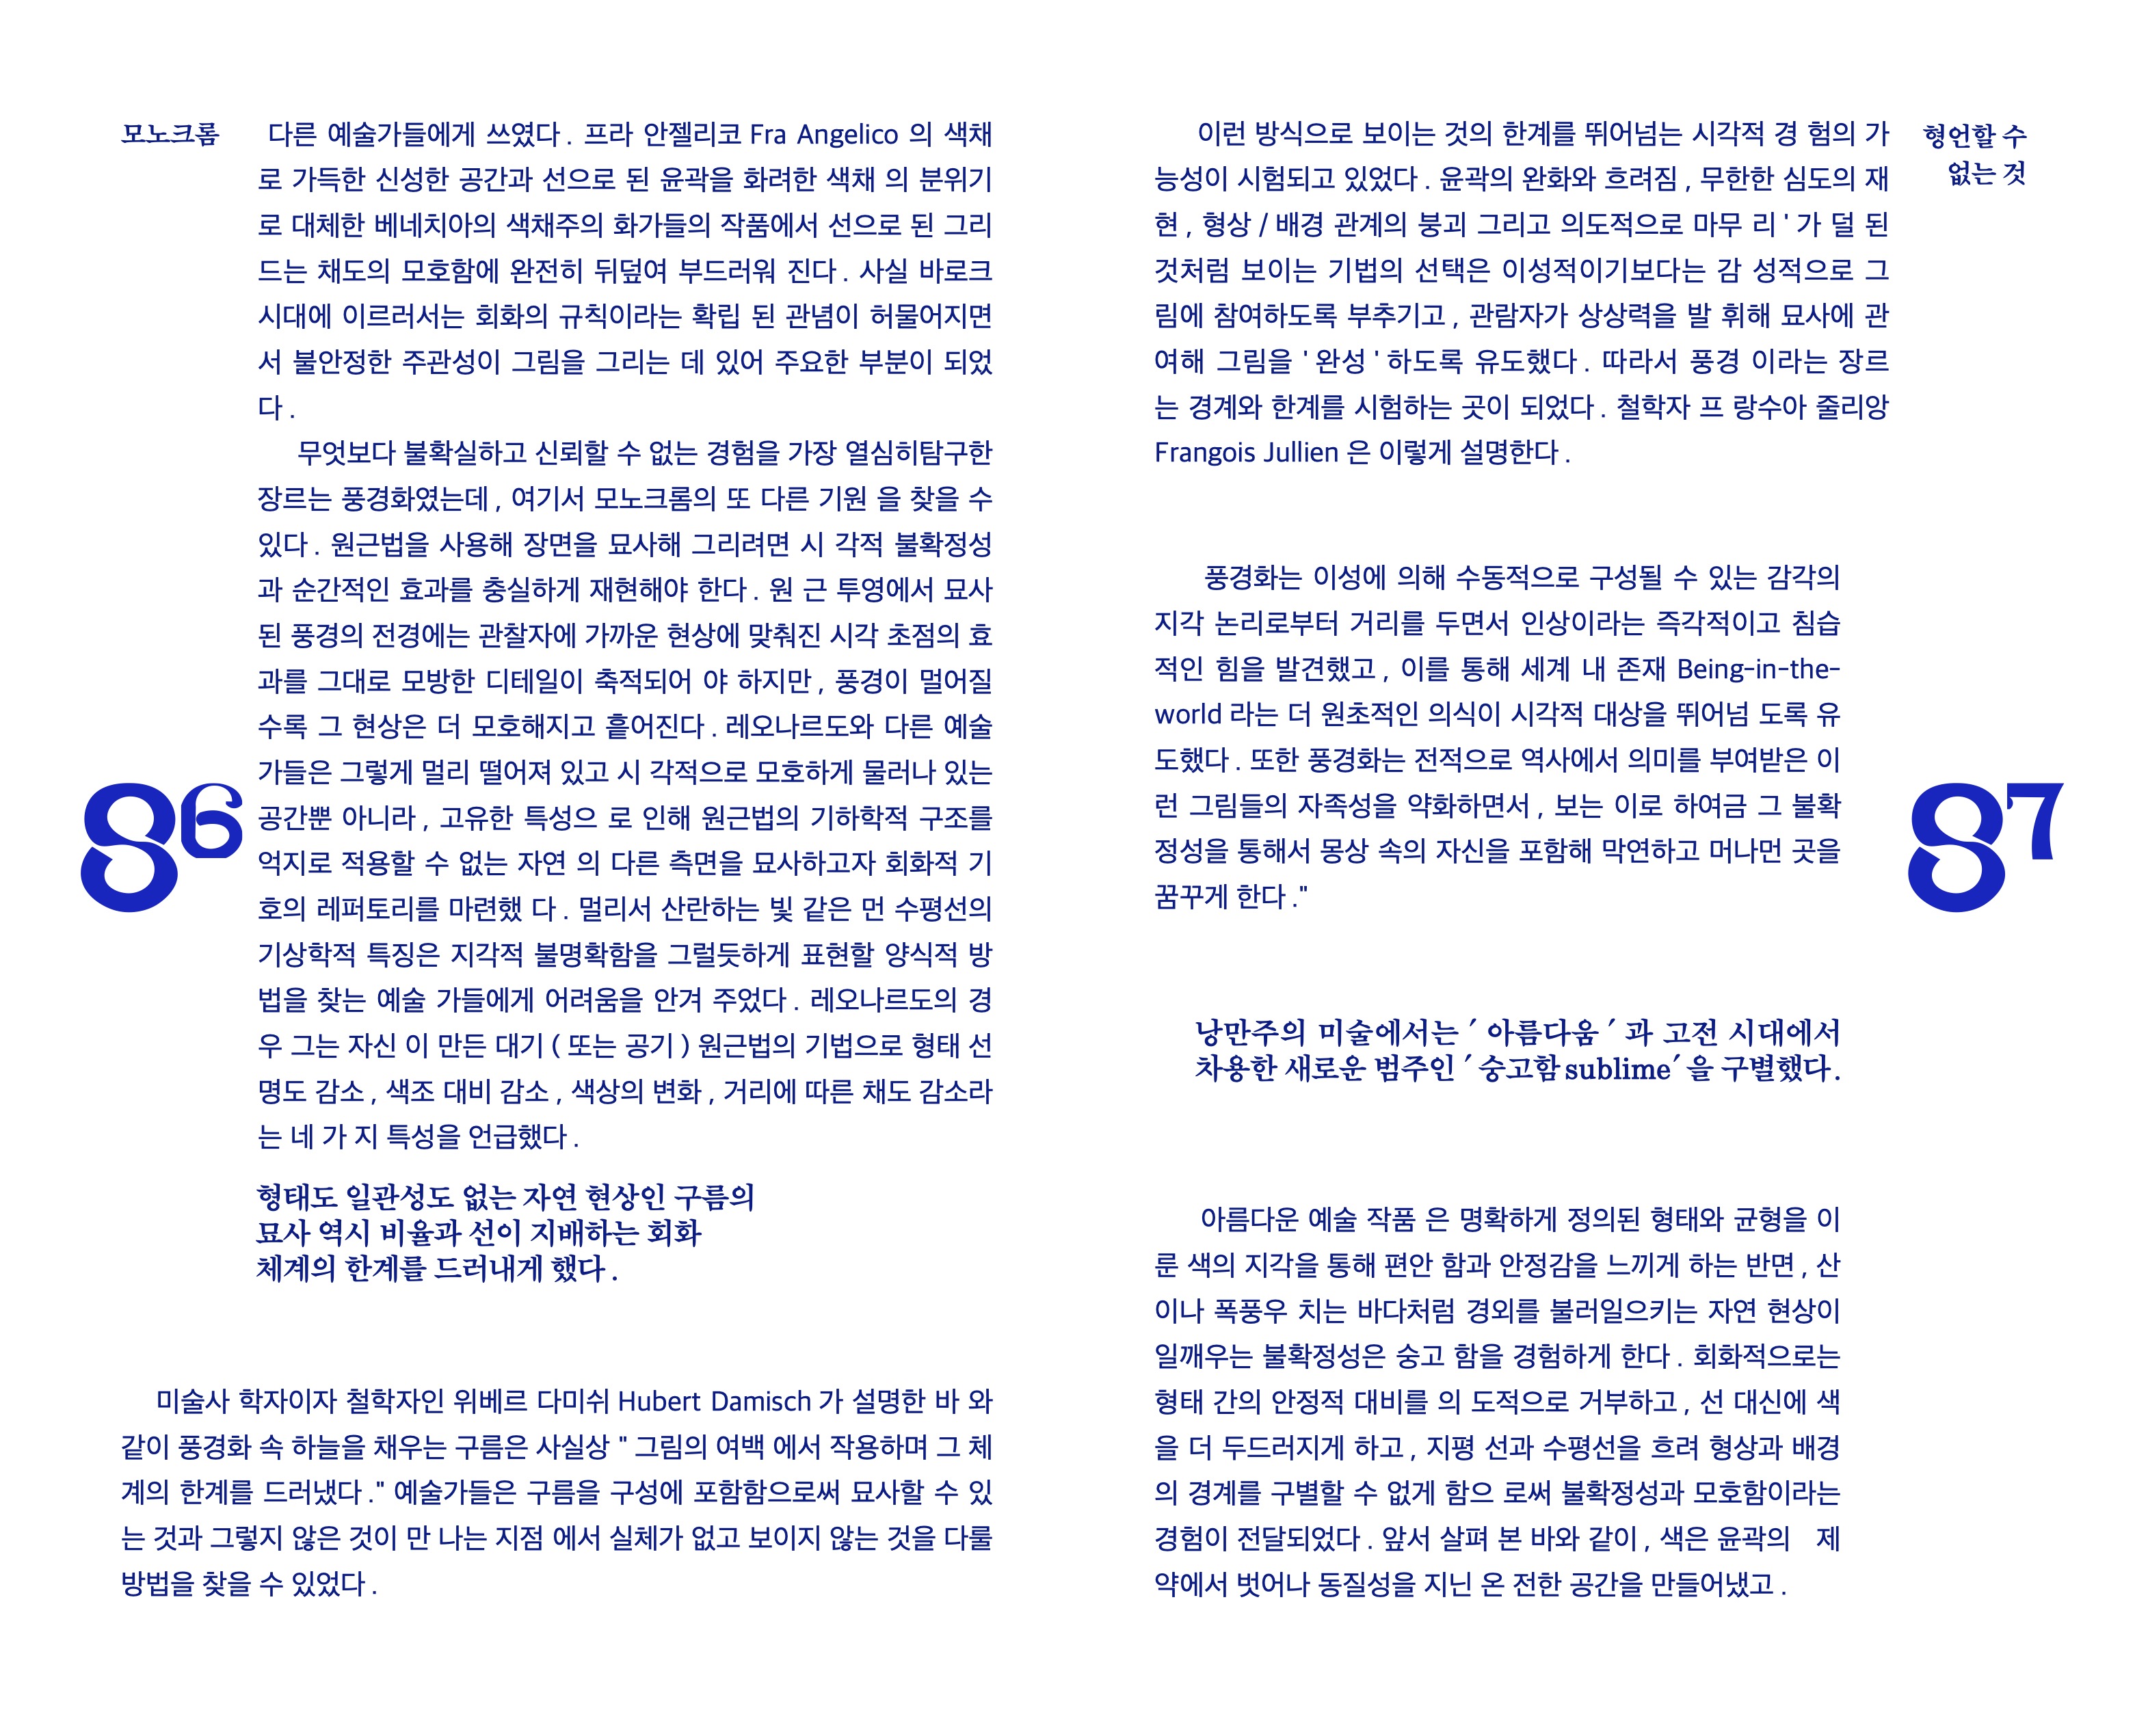 모노크롬
다른 예술가들에게 쓰였다 . 프라 안젤리코 Fra Angelico 의 색채
로 가득한 신성한 공간과 선으로 된 윤곽을 화려한 색채 의 분위기
로 대체한 베네치아의 색채주의 화가들의 작품에서 선으로 된 그리
드는 채도의 모호함에 완전히 뒤덮여 부드러워 진다 . 사실 바로크
시대에 이르러서는 회화의 규칙이라는 확립 된 관념이 허물어지면
서 불안정한 주관성이 그림을 그리는 데 있어 주요한 부분이 되었
다 .
무엇보다 불확실하고 신뢰할 수 없는 경험을 가장 열심히탐구한
장르는 풍경화였는데 , 여기서 모노크롬의 또 다른 기원 을 찾을 수
있다 . 원근법을 사용해 장면을 묘사해 그리려면 시 각적 불확정성
과 순간적인 효과를 충실하게 재현해야 한다 . 원 근 투영에서 묘사
된 풍경의 전경에는 관찰자에 가까운 현상에 맞춰진 시각 초점의 효
과를 그대로 모방한 디테일이 축적되어 야 하지만 , 풍경이 멀어질
수록 그 현상은 더 모호해지고 흩어진다 . 레오나르도와 다른 예술
가들은 그렇게 멀리 떨어져 있고 시 각적으로 모호하게 물러나 있는
공간뿐 아니라 , 고유한 특성으 로 인해 원근법의 기하학적 구조를
억지로 적용할 수 없는 자연 의 다른 측면을 묘사하고자 회화적 기
호의 레퍼토리를 마련했 다 . 멀리서 산란하는 빛 같은 먼 수평선의
기상학적 특징은 지각적 불명확함을 그럴듯하게 표현할 양식적 방
법을 찾는 예술 가들에게 어려움을 안겨 주었다 . 레오나르도의 경
우 그는 자신 이 만든 대기 ( 또는 공기 ) 원근법의 기법으로 형태 선
명도 감소 , 색조 대비 감소 , 색상의 변화 , 거리에 따른 채도 감소라
는 네 가 지 특성을 언급했다 .
86
형태도 일관성도 없는 자연 현상인 구름의
묘사 역시 비율과 선이 지배하는 회화
체계의 한계를 드러내게 했다 .
미술사 학자이자 철학자인 위베르 다미쉬 Hubert Damisch 가 설명한 바 와
같이 풍경화 속 하늘을 채우는 구름은 사실상 " 그림의 여백 에서 작용하며 그 체
계의 한계를 드러냈다 ." 예술가들은 구름을 구성에 포함함으로써 묘사할 수 있
는 것과 그렇지 않은 것이 만 나는 지점 에서 실체가 없고 보이지 않는 것을 다룰
방법을 찾을 수 있었다 .
이런 방식으로 보이는 것의 한계를 뛰어넘는 시각적 경 험의 가
능성이 시험되고 있었다 . 윤곽의 완화와 흐려짐 , 무한한 심도의 재
현 , 형상 / 배경 관계의 붕괴 그리고 의도적으로 마무 리 ' 가 덜 된
것처럼 보이는 기법의 선택은 이성적이기보다는 감 성적으로 그
림에 참여하도록 부추기고 , 관람자가 상상력을 발 휘해 묘사에 관
여해 그림을 ' 완성 ' 하도록 유도했다 . 따라서 풍경 이라는 장르
는 경계와 한계를 시험하는 곳이 되었다 . 철학자 프 랑수아 줄리앙
Frangois Jullien 은 이렇게 설명한다 .
형언할 수
없는 것
풍경화는 이성에 의해 수동적으로 구성될 수 있는 감각의
지각 논리로부터 거리를 두면서 인상이라는 즉각적이고 침습
적인 힘을 발견했고 , 이를 통해 세계 내 존재 Being-in-the-
world 라는 더 원초적인 의식이 시각적 대상을 뛰어넘 도록 유
도했다 . 또한 풍경화는 전적으로 역사에서 의미를 부여받은 이
런 그림들의 자족성을 약화하면서 , 보는 이로 하여금 그 불확
정성을 통해서 몽상 속의 자신을 포함해 막연하고 머나먼 곳을
꿈꾸게 한다 ."
87
낭만주의 미술에서는 ′ 아름다움 ′ 과 고전 시대에서
차용한 새로운 범주인 ′ 숭고함 sublime′ 을 구별했다 .
아름다운 예술 작품 은 명확하게 정의된 형태와 균형을 이
룬 색의 지각을 통해 편안 함과 안정감을 느끼게 하는 반면 , 산
이나 폭풍우 치는 바다처럼 경외를 불러일으키는 자연 현상이
일깨우는 불확정성은 숭고 함을 경험하게 한다 . 회화적으로는
형태 간의 안정적 대비를 의 도적으로 거부하고 , 선 대신에 색
을 더 두드러지게 하고 , 지평 선과 수평선을 흐려 형상과 배경
의 경계를 구별할 수 없게 함으 로써 불확정성과 모호함이라는
경험이 전달되었다 . 앞서 살펴 본 바와 같이 , 색은 윤곽의 제
약에서 벗어나 동질성을 지닌 온 전한 공간을 만들어냈고 .